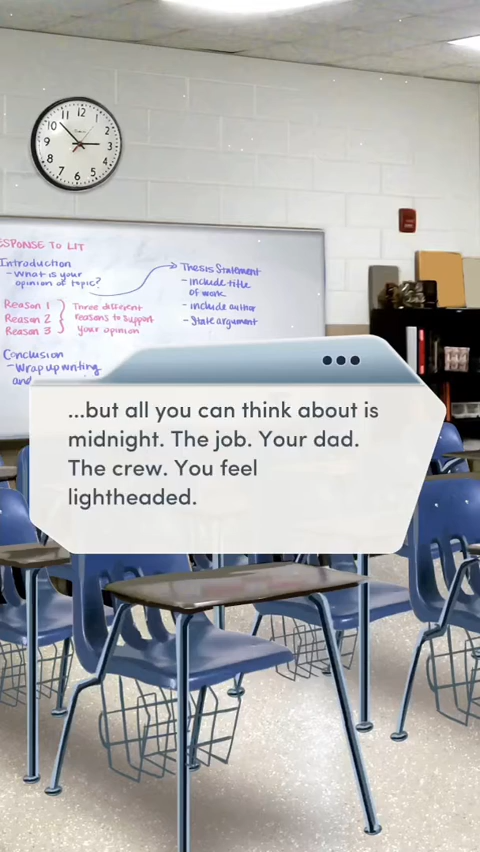 12
1
2
3
4
5
6
7
8
9
10
11
ESPONSE TO LIT
Introduction
-What is your
opinion of topic?
Reason 1
Reason 2
Reason 3
Three different
reasons to support
your opinion
Conclusion
-Wrap up writing
and
Thesis Statement
-include title
of work
-include author
-State argument
...but all you can think about is
midnight. The job. Your dad.
The crew. You feel
lightheaded.